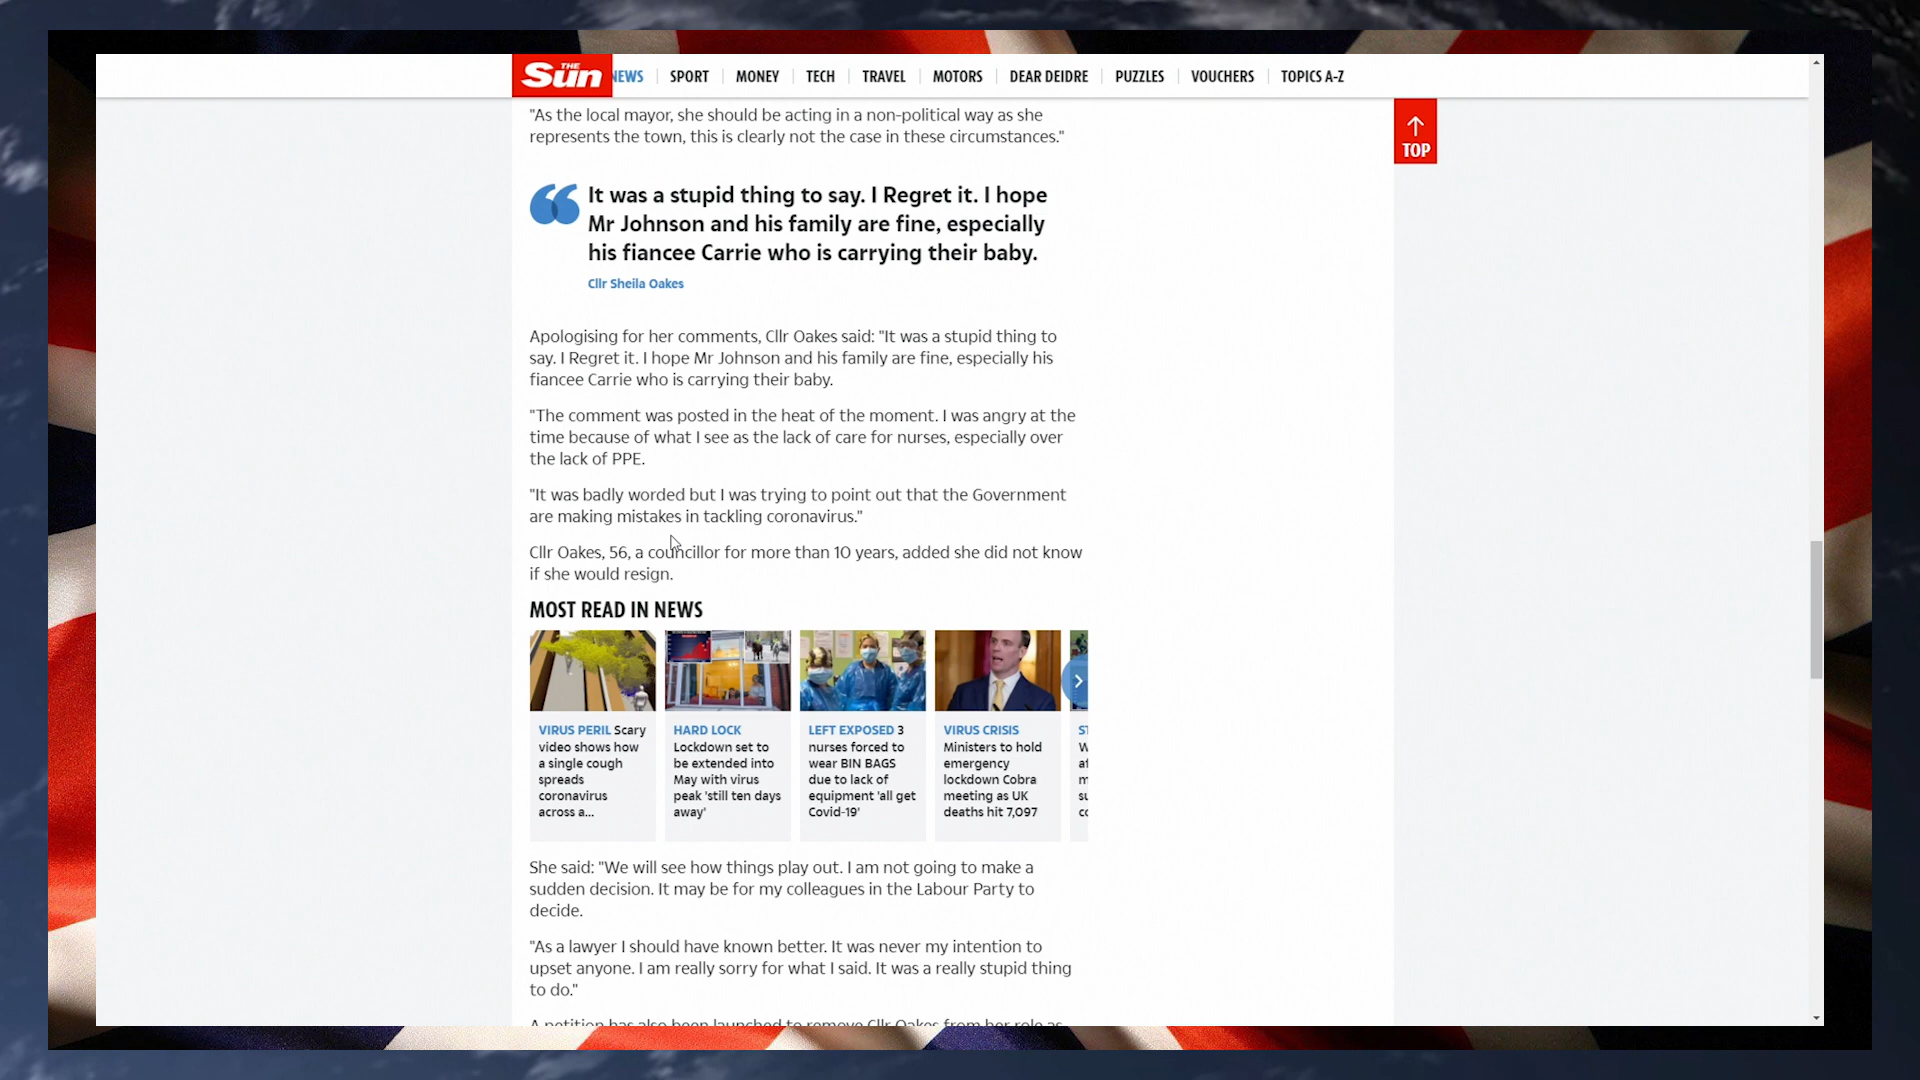 THE Sun
NEWS SPORT MONEY TECH TRAVEL MOTORS DEAR DEIDRE PUZZLES VOUCHERS TOPICS A-Z
TOP
"As the local mayor, she should be acting in a non-political way as she
represents the town, this is clearly not the case in these circumstances."
It was a stupid thing to say. I Regret it. I hope
Mr Johnson and his family are fine, especially
his fiancee Carrie who is carrying their baby.
Cllr Sheila Oakes
Apologising for her comments, Cllr Oakes said: "It was a stupid thing to
say. I Regret it. I hope Mr Johnson and his family are fine, especially his
fiancee Carrie who is carrying their baby.
"The comment was posted in the heat of the moment. I was angry at the
time because of what I see as the lack of care for nurses, especially over
the lack of PPE.
"It was badly worded but I was trying to point out that the Government
are making mistakes in tackling coronavirus."
Cllr Oakes, 56, a councillor for more than 10 years, added she did not know
if she would resign.
MOST READ IN NEWS
VIRUS PERIL Scary
video shows how
a single cough
spreads
coronavirus
across a...
HARD LOCK
Lockdown set to
be extended into
May with virus
peak 'still ten days
away'
LEFT EXPOSED 3
nurses forced to
wear BIN BAGS
due to lack of
equipment 'all get
Covid-19'
VIRUS CRISIS
Ministers to hold
emergency
lockdown Cobra
meeting as UK
deaths hit 7,097
She said: "We will see how things play out. I am not going to make a
sudden decision. It may be for my colleagues in the Labour Party to
decide.
"As a lawyer I should have known better. It was never my intention to
upset anyone. I am really sorry for what I said. It was a really stupid thing
to do."
A petition has also been launched to remove Cllr Oakes from her role as